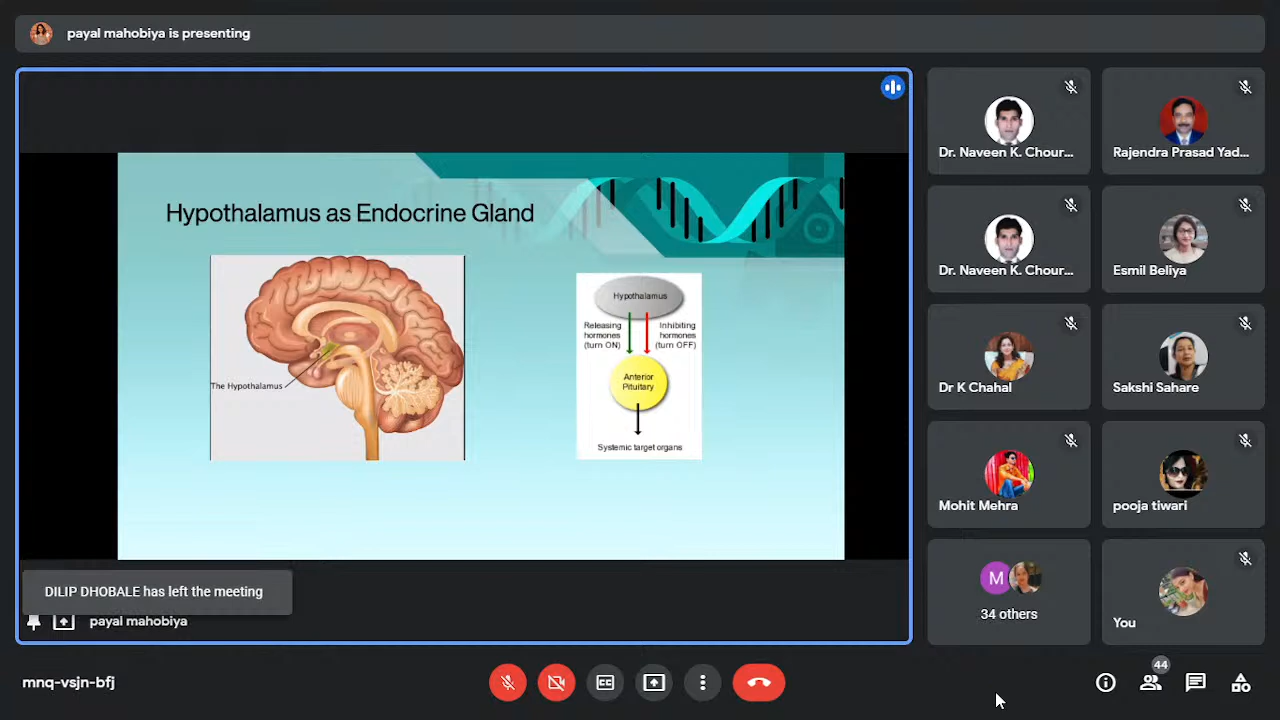 payal mahobiya is presenting
Hypothalamus as Endocrine Gland
The Hypothalamus
Hypothalamus
Releasing
hormones
(turn ON)
Inhibiting
hormones
(turn OFF)
Anterior
Pituitary
Systemic target organs
DILIP DHOBALE has left the meeting
payal mahobiya
Dr. Naveen K. Chour...
Rajendra Prasad Yad...
Dr. Naveen K. Chour...
Esmil Beliya
Dr K Chahal
Sakshi Sahare
Mohit Mehra
pooja tiwari
M
34 others
You
mnq-vsjn-bfj
CC
44